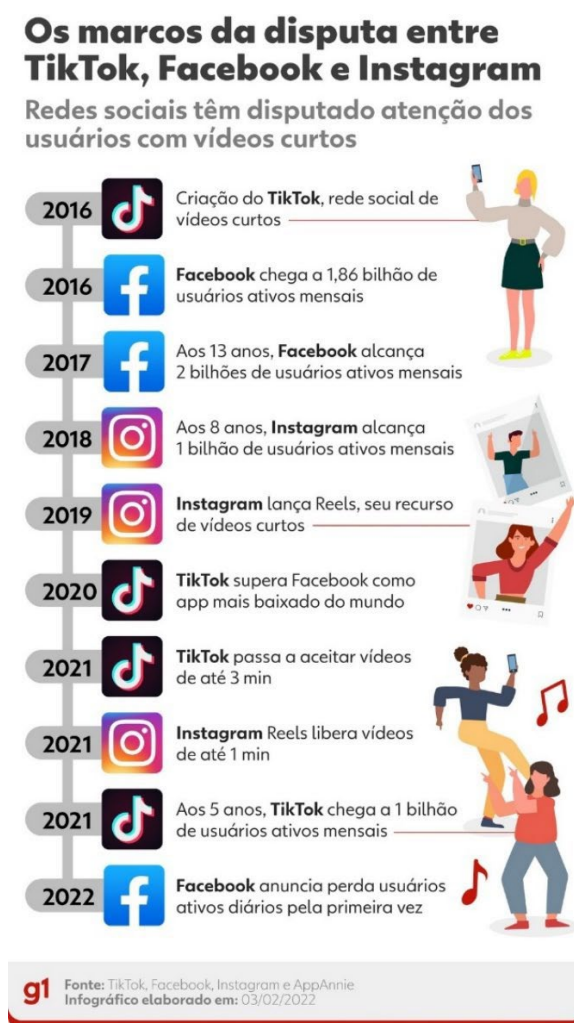 Os marcos da disputa entre
TikTok, Facebook e Instagram
Redes sociais têm disputado atenção dos
usuários com vídeos curtos
2016
Criação do TikTok, rede social de
vídeos curtos
2016
Facebook chega a 1,86 bilhão de
usuários ativos mensais
2017
Aos 13 anos, Facebook alcança
2 bilhões de usuários ativos mensais
2018
Aos 8 anos, Instagram alcança
1 bilhão de usuários ativos mensais
2019
Instagram lança Reels, seu recurso
de vídeos curtos
2020
TikTok supera Facebook como
app mais baixado do mundo
2021
TikTok passa a aceitar vídeos
de até 3 min
2021
Instagram Reels libera vídeos
de até 1 min
2021
Aos 5 anos, TikTok chega a 1 bilhão
de usuários ativos mensais
2022
Facebook anuncia perda usuários
ativos diários pela primeira vez
g1
Fonte: TikTok, Facebook, Instagram e AppAnnie
Infográfico elaborado em: 03/02/2022